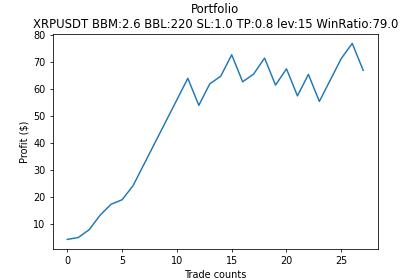 Portfolio
XRPUSDT BBM:2.6 BBL:220 SL:1.0 TP:0.8 lev:15 WinRatio:79.0
80
70
60
50
40
30
20
10
Profit ($)
0 5 10 15 20 25
Trade counts